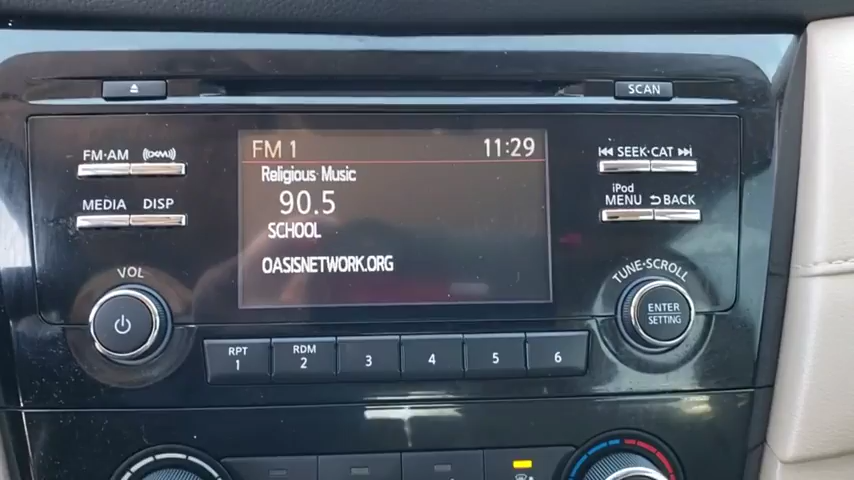 SCAN
FM·AM
((XM))
FM 1
11:29
SEEK·CAT
Religious Music
MEDIA
DISP
90.5
iPod
MENU
BACK
SCHOOL
OASISNETWORK.ORG
VOL
TUNE·SCROLL
ENTER
SETTING
RPT
1
RDM
2
3
4
5
6